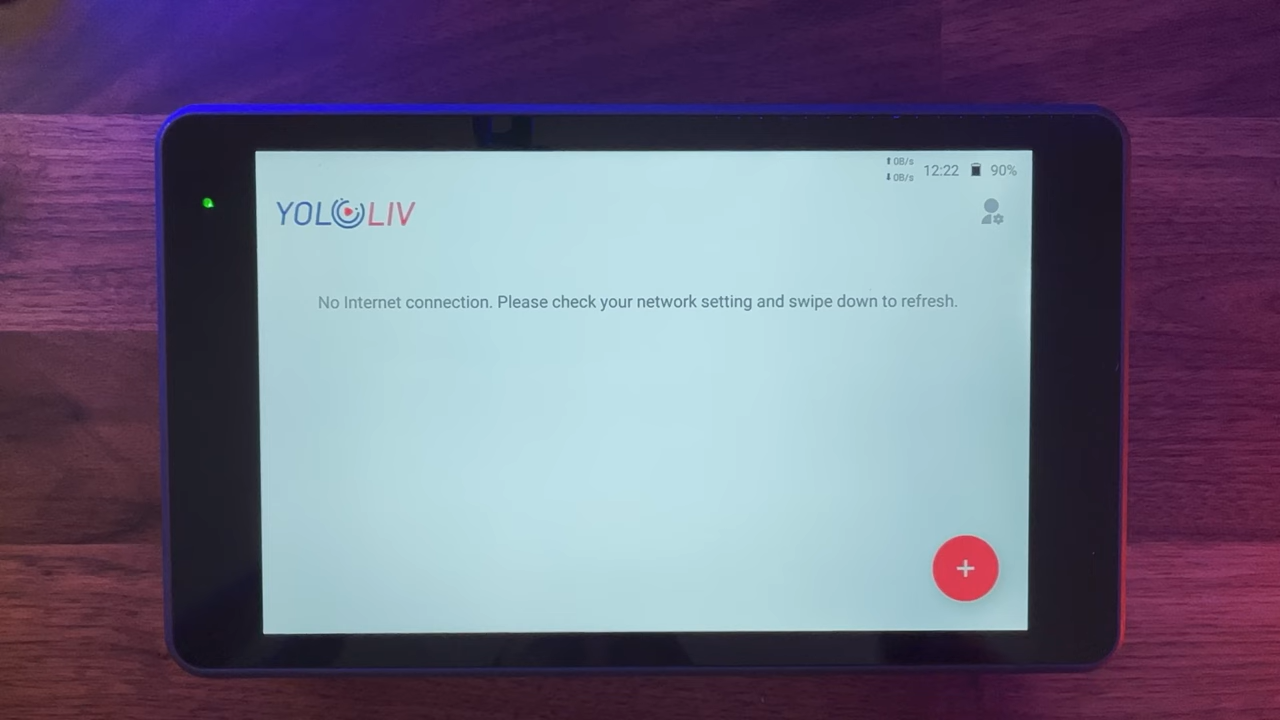 0B/s
0B/s
12:22
90%
YOLOLIV
No Internet connection. Please check your network setting and swipe down to refresh.
+